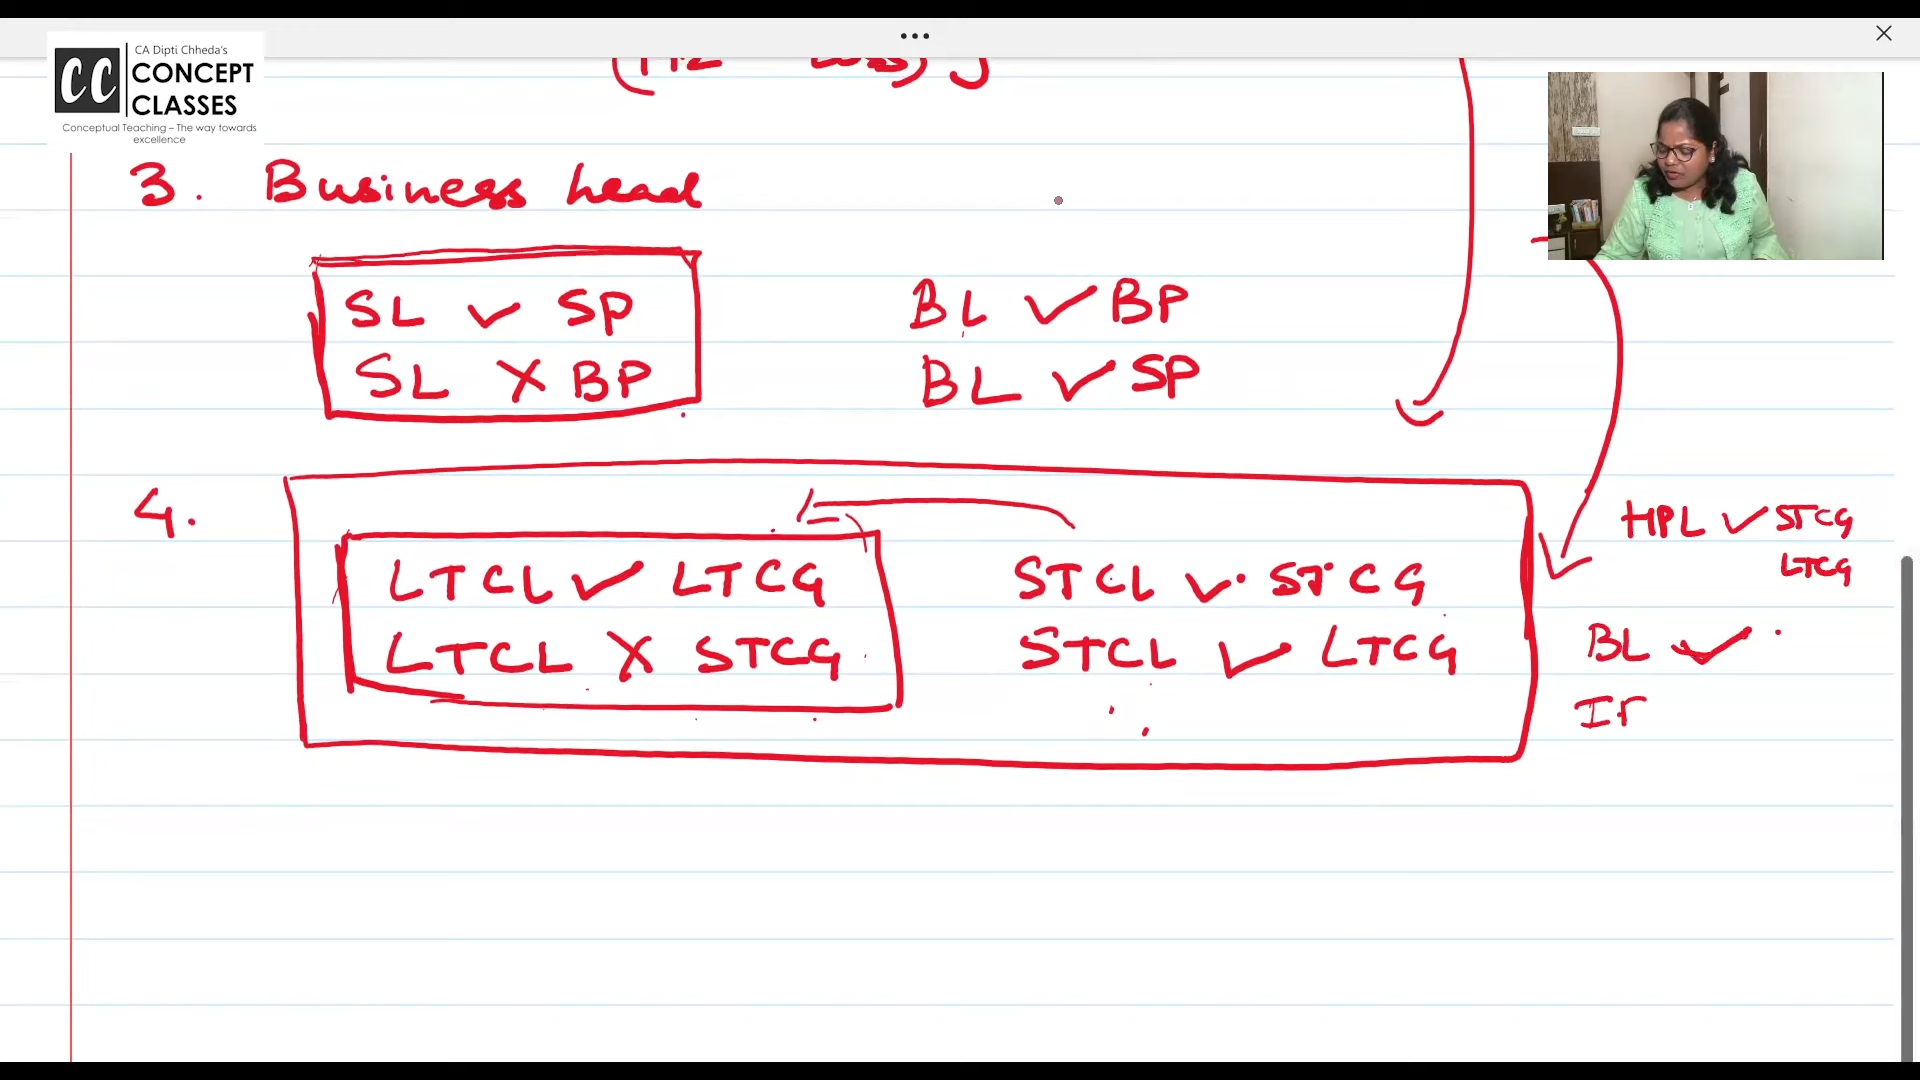 CC
CA Dipti Chheda's
CONCEPT
CLASSES
Conceptual Teaching – The way towards
excellence
3. Business head
SL ✓ SP
SL X BP
BL ✓ BP
BL ✓ SP
4.
LTCL ✓ LTCG
LTCL X STCG
STCL ✓ STCG
STCL ✓ LTCG
HPL ✓ STCG
LTCG
BL ✓